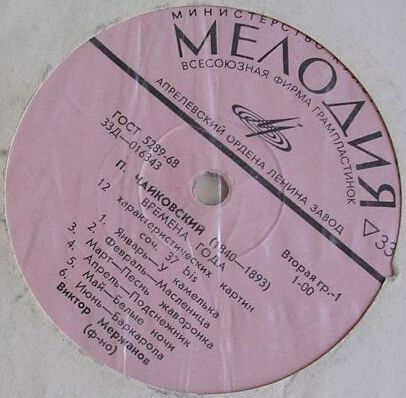 МИНИСТЕРСТВО
МЕЛОДИЯ
ВСЕСОЮЗНАЯ ФИРМА ГРАМПЛАСТИНОК
АПРЕЛЕВСКИЙ ОРДЕНА ЛЕНИНА ЗАВОД
ГОСТ 5289-68
33Д—016343
▷33
Вторая гр.-1
1-00
П. ЧАЙКОВСКИЙ (1840—1893)
ВРЕМЕНА ГОДА
12 характеристических картин
соч. 37 bis
1. Январь—У камелька
2. Февраль—Масленица
3. Март—Песнь жаворонка
4. Апрель—Подснежник
5. Май—Белые ночи
6. Июнь—Баркарола
Виктор Мержанов
(ф-но)